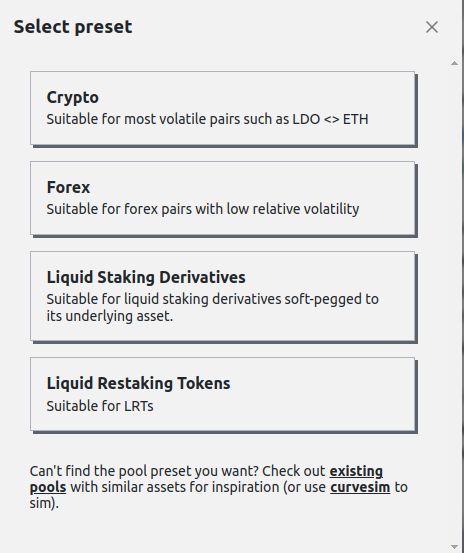 Select preset
Crypto
Suitable for most volatile pairs such as LDO <> ETH
Forex
Suitable for forex pairs with low relative volatility
Liquid Staking Derivatives
Suitable for liquid staking derivatives soft-pegged to
its underlying asset.
Liquid Restaking Tokens
Suitable for LRTs
Can't find the pool preset you want? Check out existing
pools with similar assets for inspiration (or use curvesim to
sim).